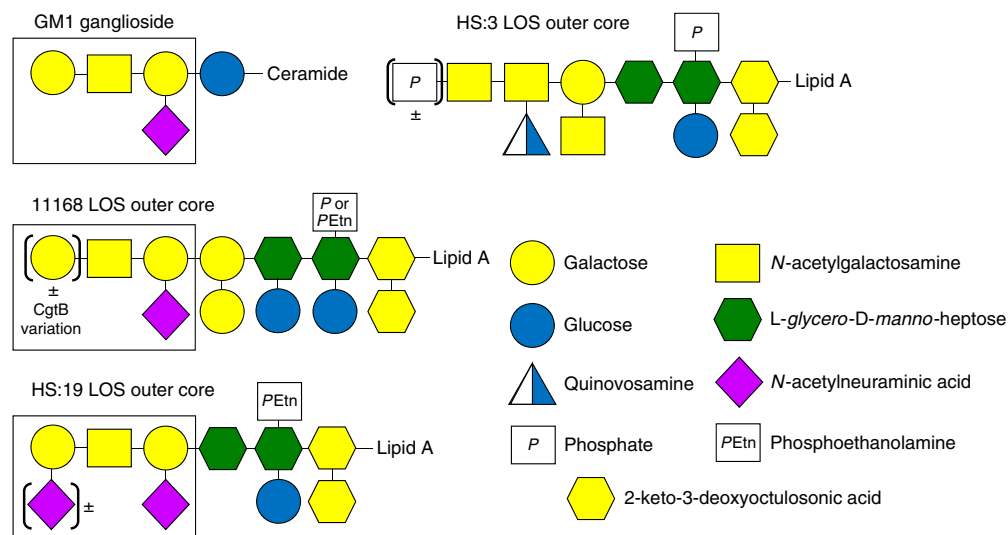 GM1 ganglioside
Ceramide
HS:3 LOS outer core
P
P
±
Lipid A
11168 LOS outer core
P or
PEtn
Lipid A
±
CgtB
variation
HS:19 LOS outer core
PEtn
Lipid A
±
Galactose
N-acetylgalactosamine
Glucose
L-glycero-D-manno-heptose
Quinovosamine
N-acetylneuraminic acid
P Phosphate
PEtn Phosphoethanolamine
2-keto-3-deoxyoctulosonic acid